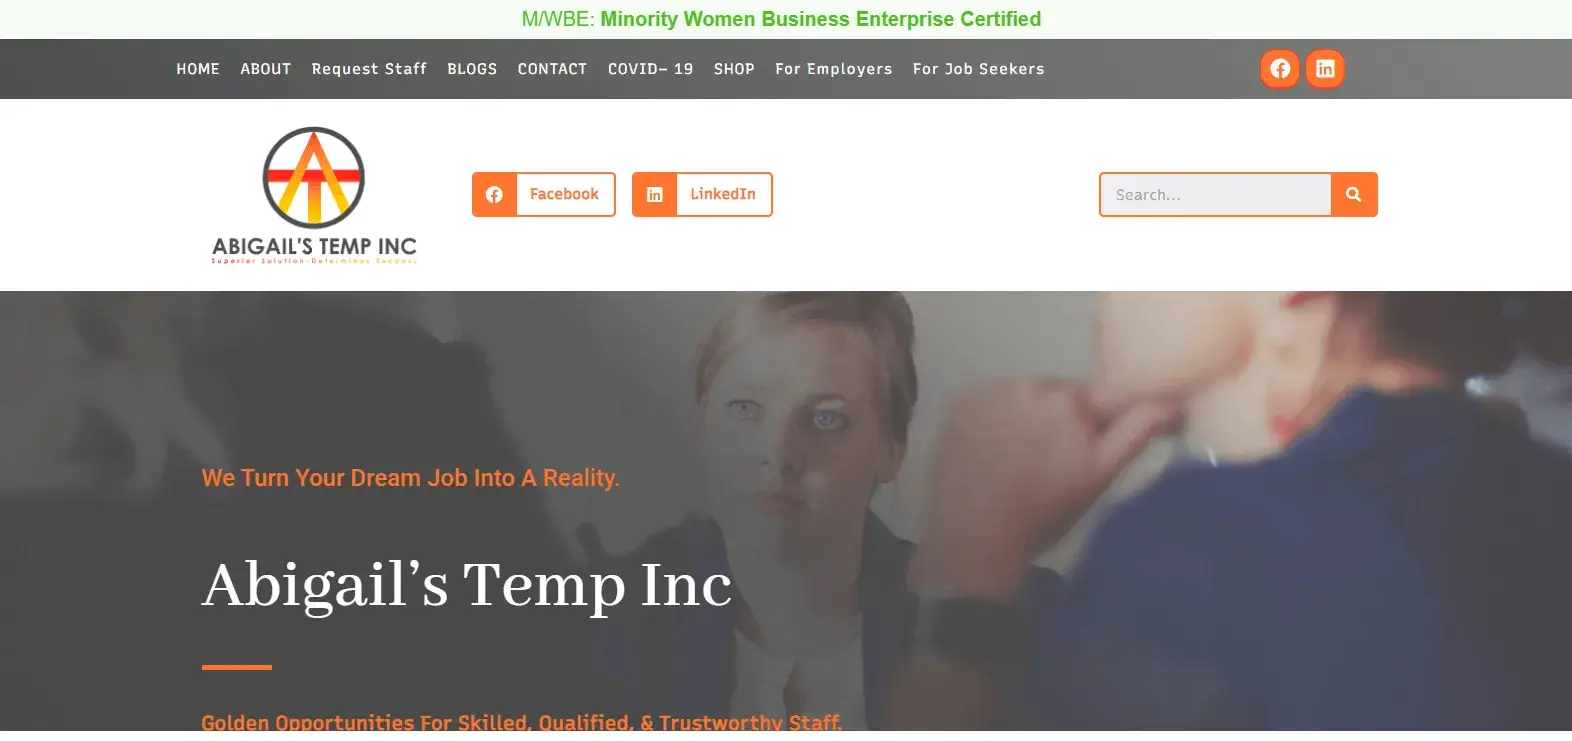 M/WBE: Minority Women Business Enterprise Certified
HOME ABOUT Request Staff BLOGS CONTACT COVID– 19 SHOP For Employers For Job Seekers
ABIGAIL'S TEMP INC
Superior Solution-Determines Success
Facebook LinkedIn Search...
We Turn Your Dream Job Into A Reality.
Abigail’s Temp Inc
Golden Opportunities For Skilled, Qualified, & Trustworthy Staff.